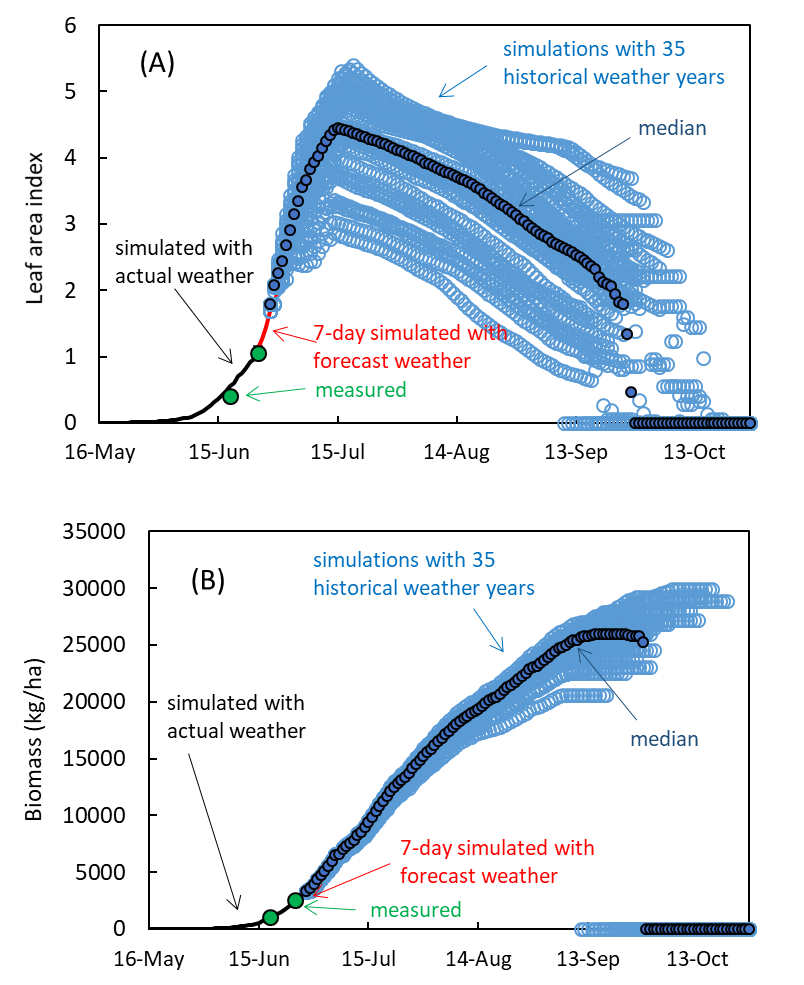 6
(A)
simulations with 35
historical weather years
5
median
4
Leaf area index
3
simulated with
actual weather
2
7-day simulated with
forecast weather
1
measured
0
16-May 15-Jun 15-Jul 14-Aug 13-Sep 13-Oct
35000
simulations with 35
historical weather years
(B)
30000
25000
Biomass (kg/ha)
20000
simulated with
actual weather
median
15000
10000
7-day simulated with
forecast weather
5000
measured
0
16-May 15-Jun 15-Jul 14-Aug 13-Sep 13-Oct